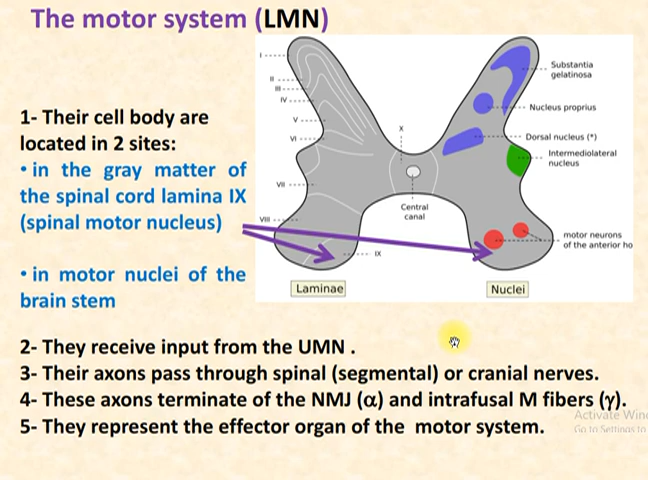 The motor system (LMN)
1- Their cell body are
located in 2 sites:
• in the gray matter of
the spinal cord lamina IX
(spinal motor nucleus)
• in motor nuclei of the
brain stem
I
II
III
IV
V
VI
VII
VIII
IX
X
Central
canal
Laminae
Substantia
gelatinosa
Nucleus proprius
Dorsal nucleus (*)
Intermediolateral
nucleus
motor neurons
of the anterior ho
Nuclei
2- They receive input from the UMN .
3- Their axons pass through spinal (segmental) or cranial nerves.
4- These axons terminate of the NMJ (α) and intrafusal M fibers (γ).
5- They represent the effector organ of the motor system.
Activate Wind
Go to Settings to